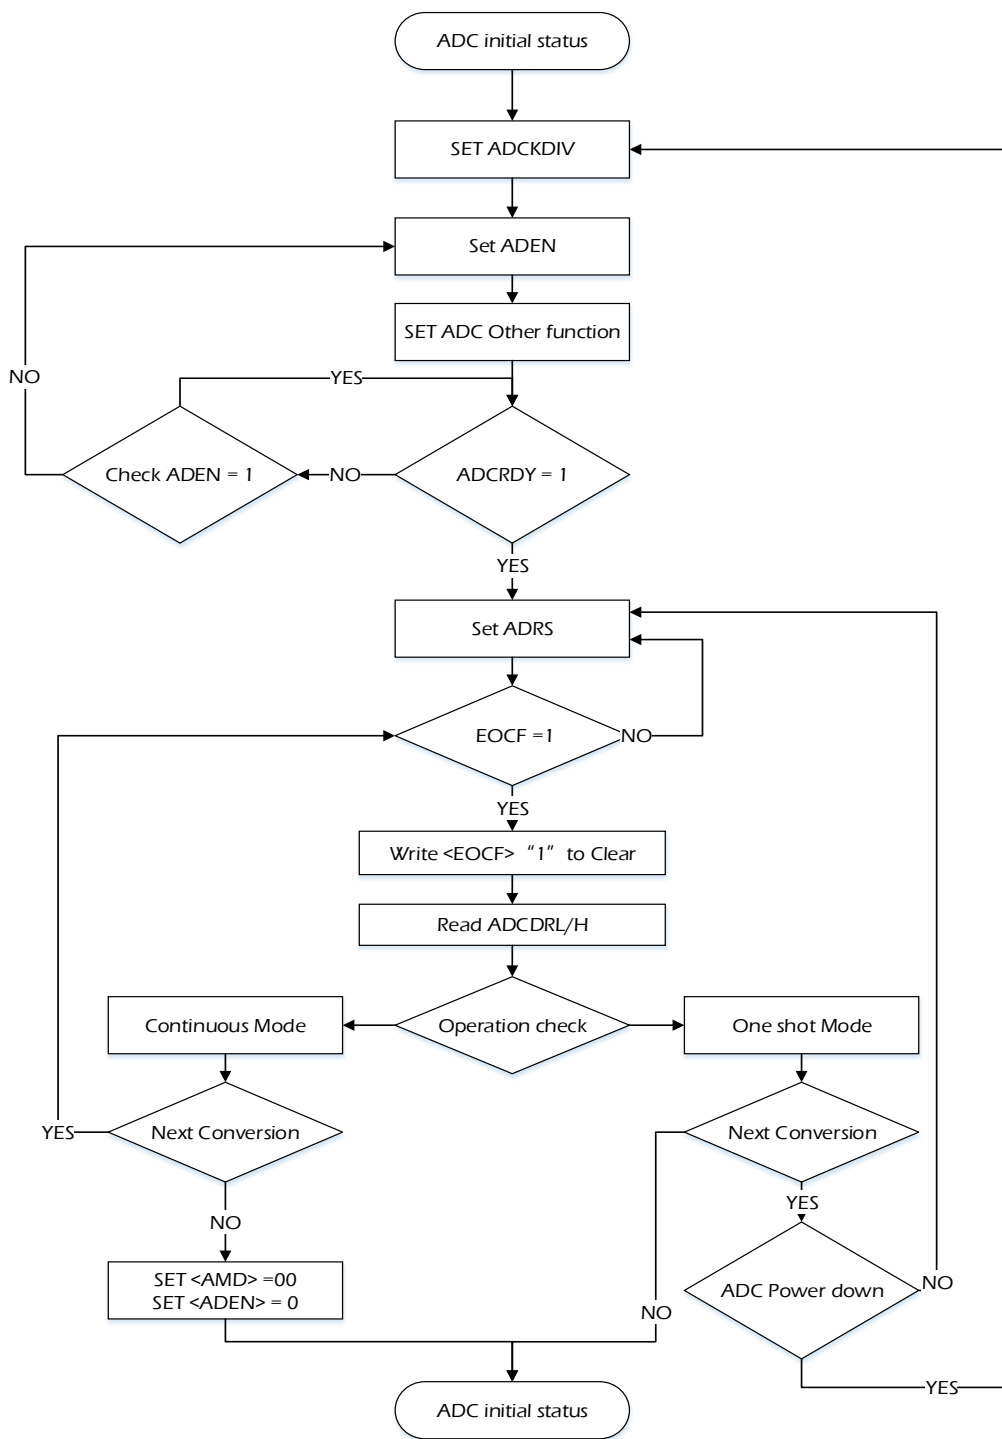 ADC initial status
SET ADCKDIV
Set ADEN
SET ADC Other function
NO
YES
Check ADEN = 1
NO
ADCRDY = 1
YES
Set ADRS
EOCF =1
NO
YES
Write <EOCF> “1” to Clear
Read ADCDRL/H
Continuous Mode
Operation check
One shot Mode
YES
Next Conversion
Next Conversion
YES
NO
SET <AMD> =00
SET <ADEN> = 0
ADC Power down
NO
NO
YES
ADC initial status